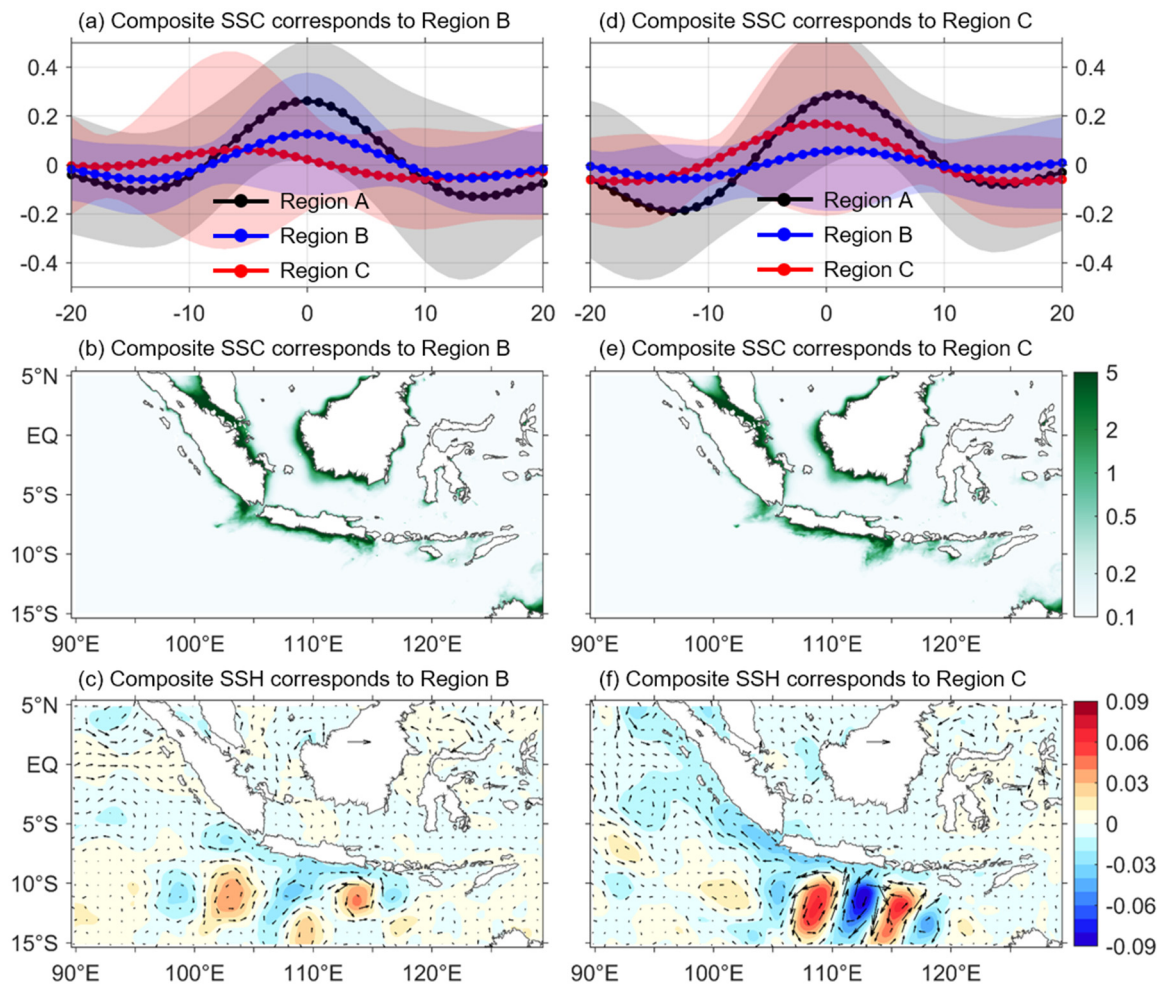 (a) Composite SSC corresponds to Region B
0.4
0.2
0
-0.2
-0.4
Region A
Region B
Region C
-20 -10 0 10 20
(d) Composite SSC corresponds to Region C
0.4
0.2
0
-0.2
-0.4
Region A
Region B
Region C
-20 -10 0 10 20
(b) Composite SSC corresponds to Region B
5°N
EQ
5°S
10°S
15°S
90°E 100°E 110°E 120°E
(e) Composite SSC corresponds to Region C
90°E 100°E 110°E 120°E
5
2
1
0.5
0.2
0.1
(c) Composite SSH corresponds to Region B
5°N
EQ
5°S
10°S
15°S
90°E 100°E 110°E 120°E
(f) Composite SSH corresponds to Region C
90°E 100°E 110°E 120°E
0.09
0.06
0.03
0
-0.03
-0.06
-0.09